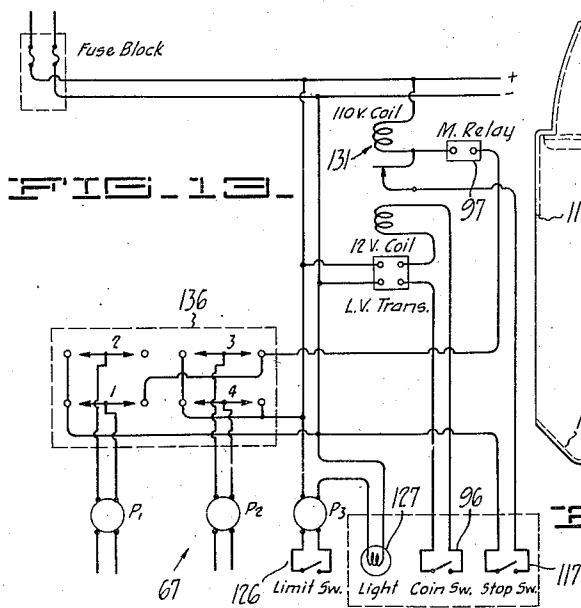 Fuse Block
+
-
110 v. Coil
M. Relay
131
97
FIG_13_
11
12 V. Coil
L.V. Trans.
136
2
3
1
4
P1
P2
P3
127
96
67
126
Limit Sw.
Light
Coin Sw.
Stop Sw.
117